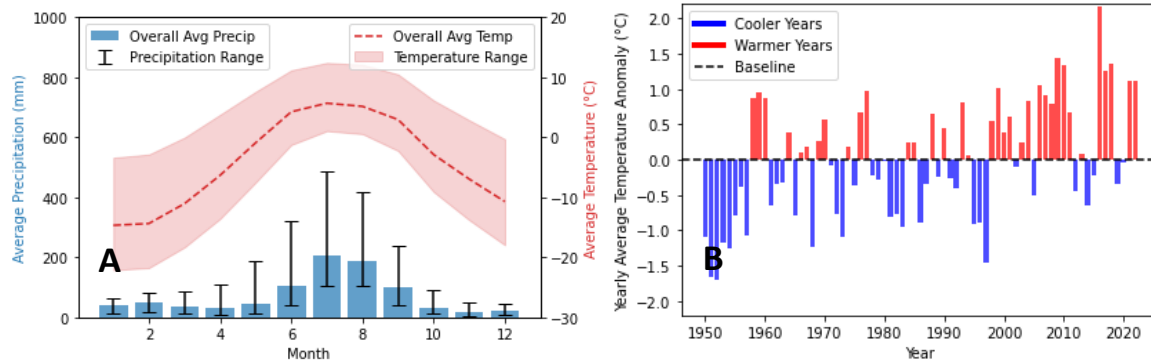 1000
800
600
400
200
0
Average Precipitation (mm)
Overall Avg Precip
Precipitation Range
Overall Avg Temp
Temperature Range
A
2
4
6
8
10
12
Month
20
10
0
−10
−20
−30
Average Temperature (°C)
2.0
1.5
1.0
0.5
0.0
−0.5
−1.0
−1.5
−2.0
Yearly Average Temperature Anomaly (°C)
Cooler Years
Warmer Years
Baseline
B
1950
1960
1970
1980
1990
2000
2010
2020
Year